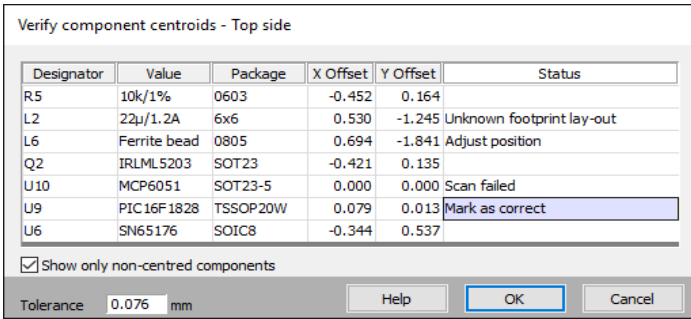 Verify component centroids - Top side
Designator Value Package X Offset Y Offset Status
R5 10k/1% 0603 -0.452 0.164
L2 22µ/1.2A 6x6 0.530 -1.245 Unknown footprint lay-out
L6 Ferrite bead 0805 0.694 -1.841 Adjust position
Q2 IRLML5203 SOT23 -0.421 0.135
U10 MCP6051 SOT23-5 0.000 0.000 Scan failed
U9 PIC16F1828 TSSOP20W 0.079 0.013 Mark as correct
U6 SN65176 SOIC8 -0.344 0.537
Show only non-centred components
Tolerance 0.076 mm Help OK Cancel